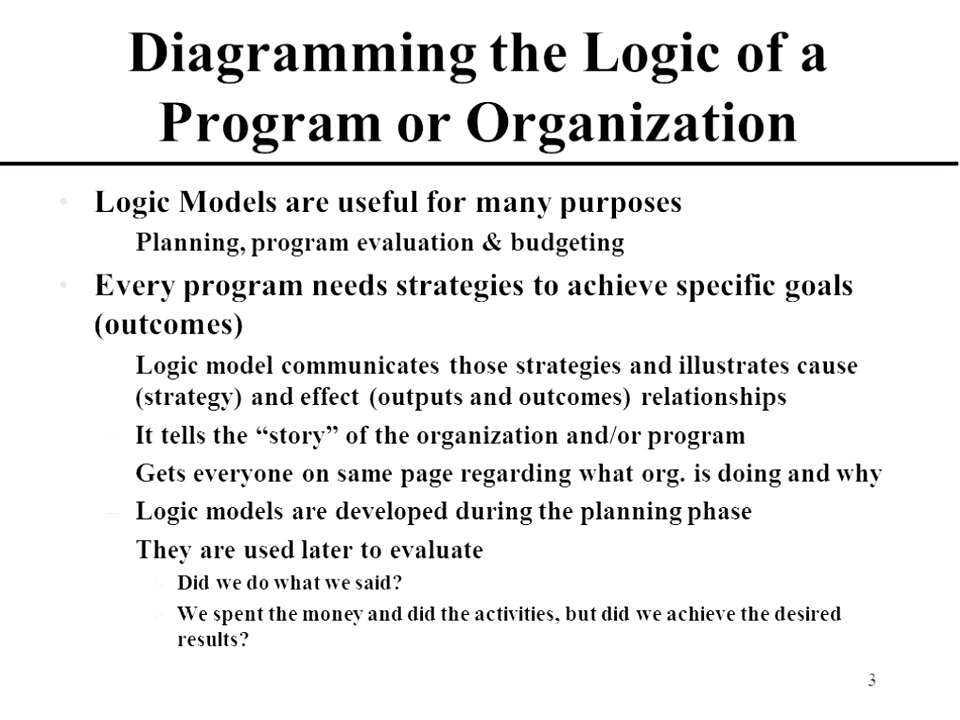 Diagramming the Logic of a
Program or Organization
• Logic Models are useful for many purposes
Planning, program evaluation & budgeting
• Every program needs strategies to achieve specific goals
(outcomes)
Logic model communicates those strategies and illustrates cause
(strategy) and effect (outputs and outcomes) relationships
– It tells the “story” of the organization and/or program
Gets everyone on same page regarding what org. is doing and why
– Logic models are developed during the planning phase
They are used later to evaluate
» Did we do what we said?
» We spent the money and did the activities, but did we achieve the desired
results?
3